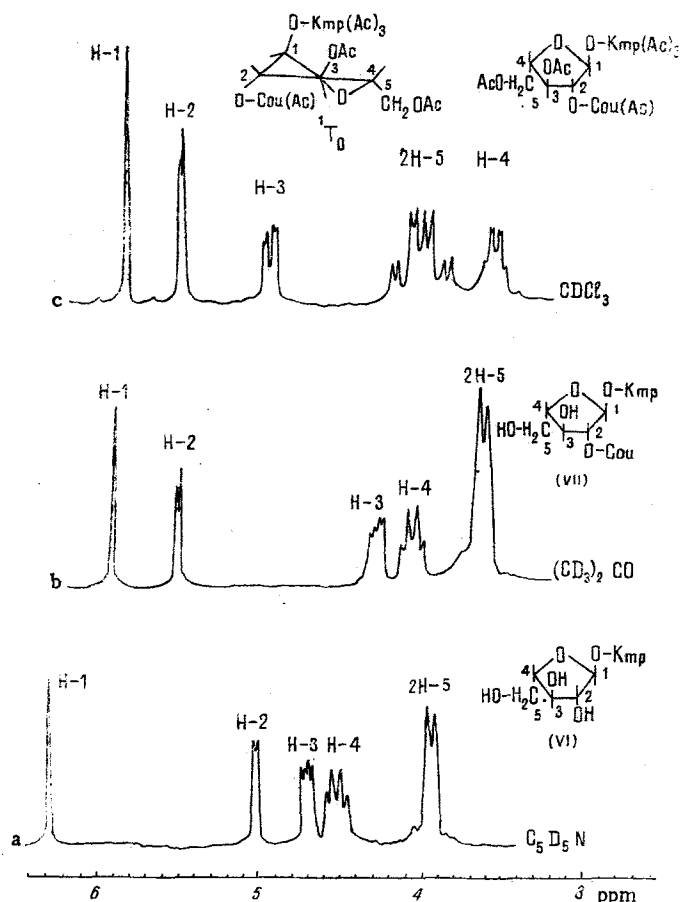 O-Kmp(Ac)3
H-1
1
OAc
2
3
4
5
O-Cou(Ac)
O
CH2OAc
1T0
O
O-Kmp(Ac)3
4
OAc
1
AcO-H2C
3
2
5
O-Cou(Ac)
H-2
H-3
2H-5
H-4
c
CDCl3
H-1
H-2
H-3
H-4
2H-5
O
O-Kmp
4
OH
1
HO-H2C
3
2
5
O-Cou
(VII)
b
(CD3)2 CO
H-1
H-2
H-3
H-4
2H-5
O
O-Kmp
4
OH
1
HO-H2C
3
2
5
OH
(VI)
a
C5D5N
6 5 4 3 ppm